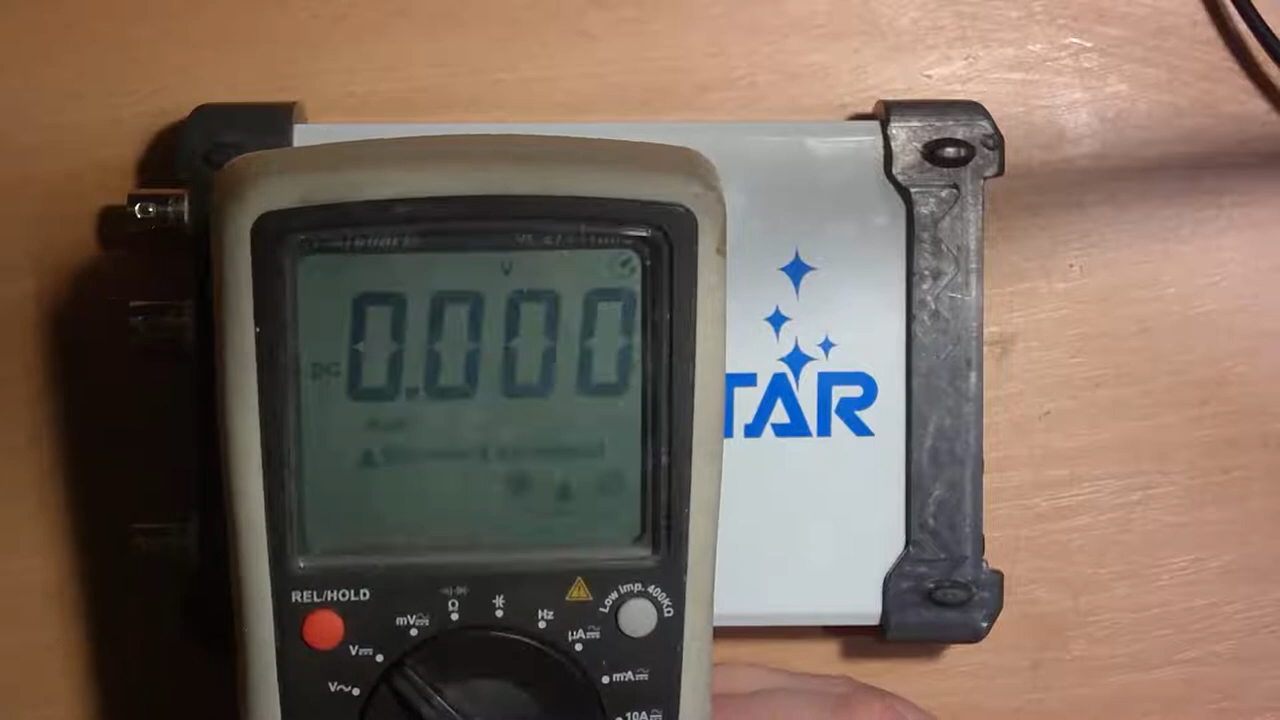 V
DC 0.000
TAR
REL/HOLD
Low imp. 400KΩ
mV
Ω
Hz
µA
V
mA
V
10A